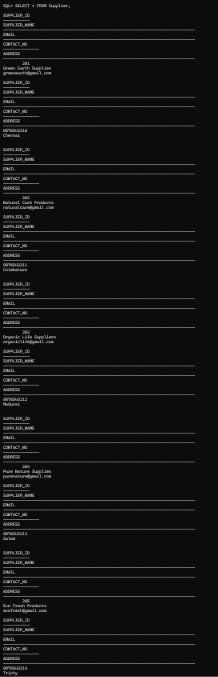 SQL> SELECT * FROM Supplier;
SUPPLIER_ID
SUPPLIER_NAME
EMAIL
CONTACT_NO
ADDRESS
201
Green Earth Supplies
greenearth@gmail.com
SUPPLIER_ID
SUPPLIER_NAME
EMAIL
CONTACT_NO
ADDRESS
9876543210
Chennai
SUPPLIER_ID
SUPPLIER_NAME
EMAIL
CONTACT_NO
ADDRESS
202
Natural Care Products
naturalcare@gmail.com
SUPPLIER_ID
SUPPLIER_NAME
EMAIL
CONTACT_NO
ADDRESS
9876543211
Coimbatore
SUPPLIER_ID
SUPPLIER_NAME
EMAIL
CONTACT_NO
ADDRESS
203
Organic Life Suppliers
organiclife@gmail.com
SUPPLIER_ID
SUPPLIER_NAME
EMAIL
CONTACT_NO
ADDRESS
9876543212
Madurai
SUPPLIER_ID
SUPPLIER_NAME
EMAIL
CONTACT_NO
ADDRESS
204
Pure Nature Supplies
purenature@gmail.com
SUPPLIER_ID
SUPPLIER_NAME
EMAIL
CONTACT_NO
ADDRESS
9876543213
Salem
SUPPLIER_ID
SUPPLIER_NAME
EMAIL
CONTACT_NO
ADDRESS
205
Eco Fresh Products
ecofresh@gmail.com
SUPPLIER_ID
SUPPLIER_NAME
EMAIL
CONTACT_NO
ADDRESS
9876543214
Trichy